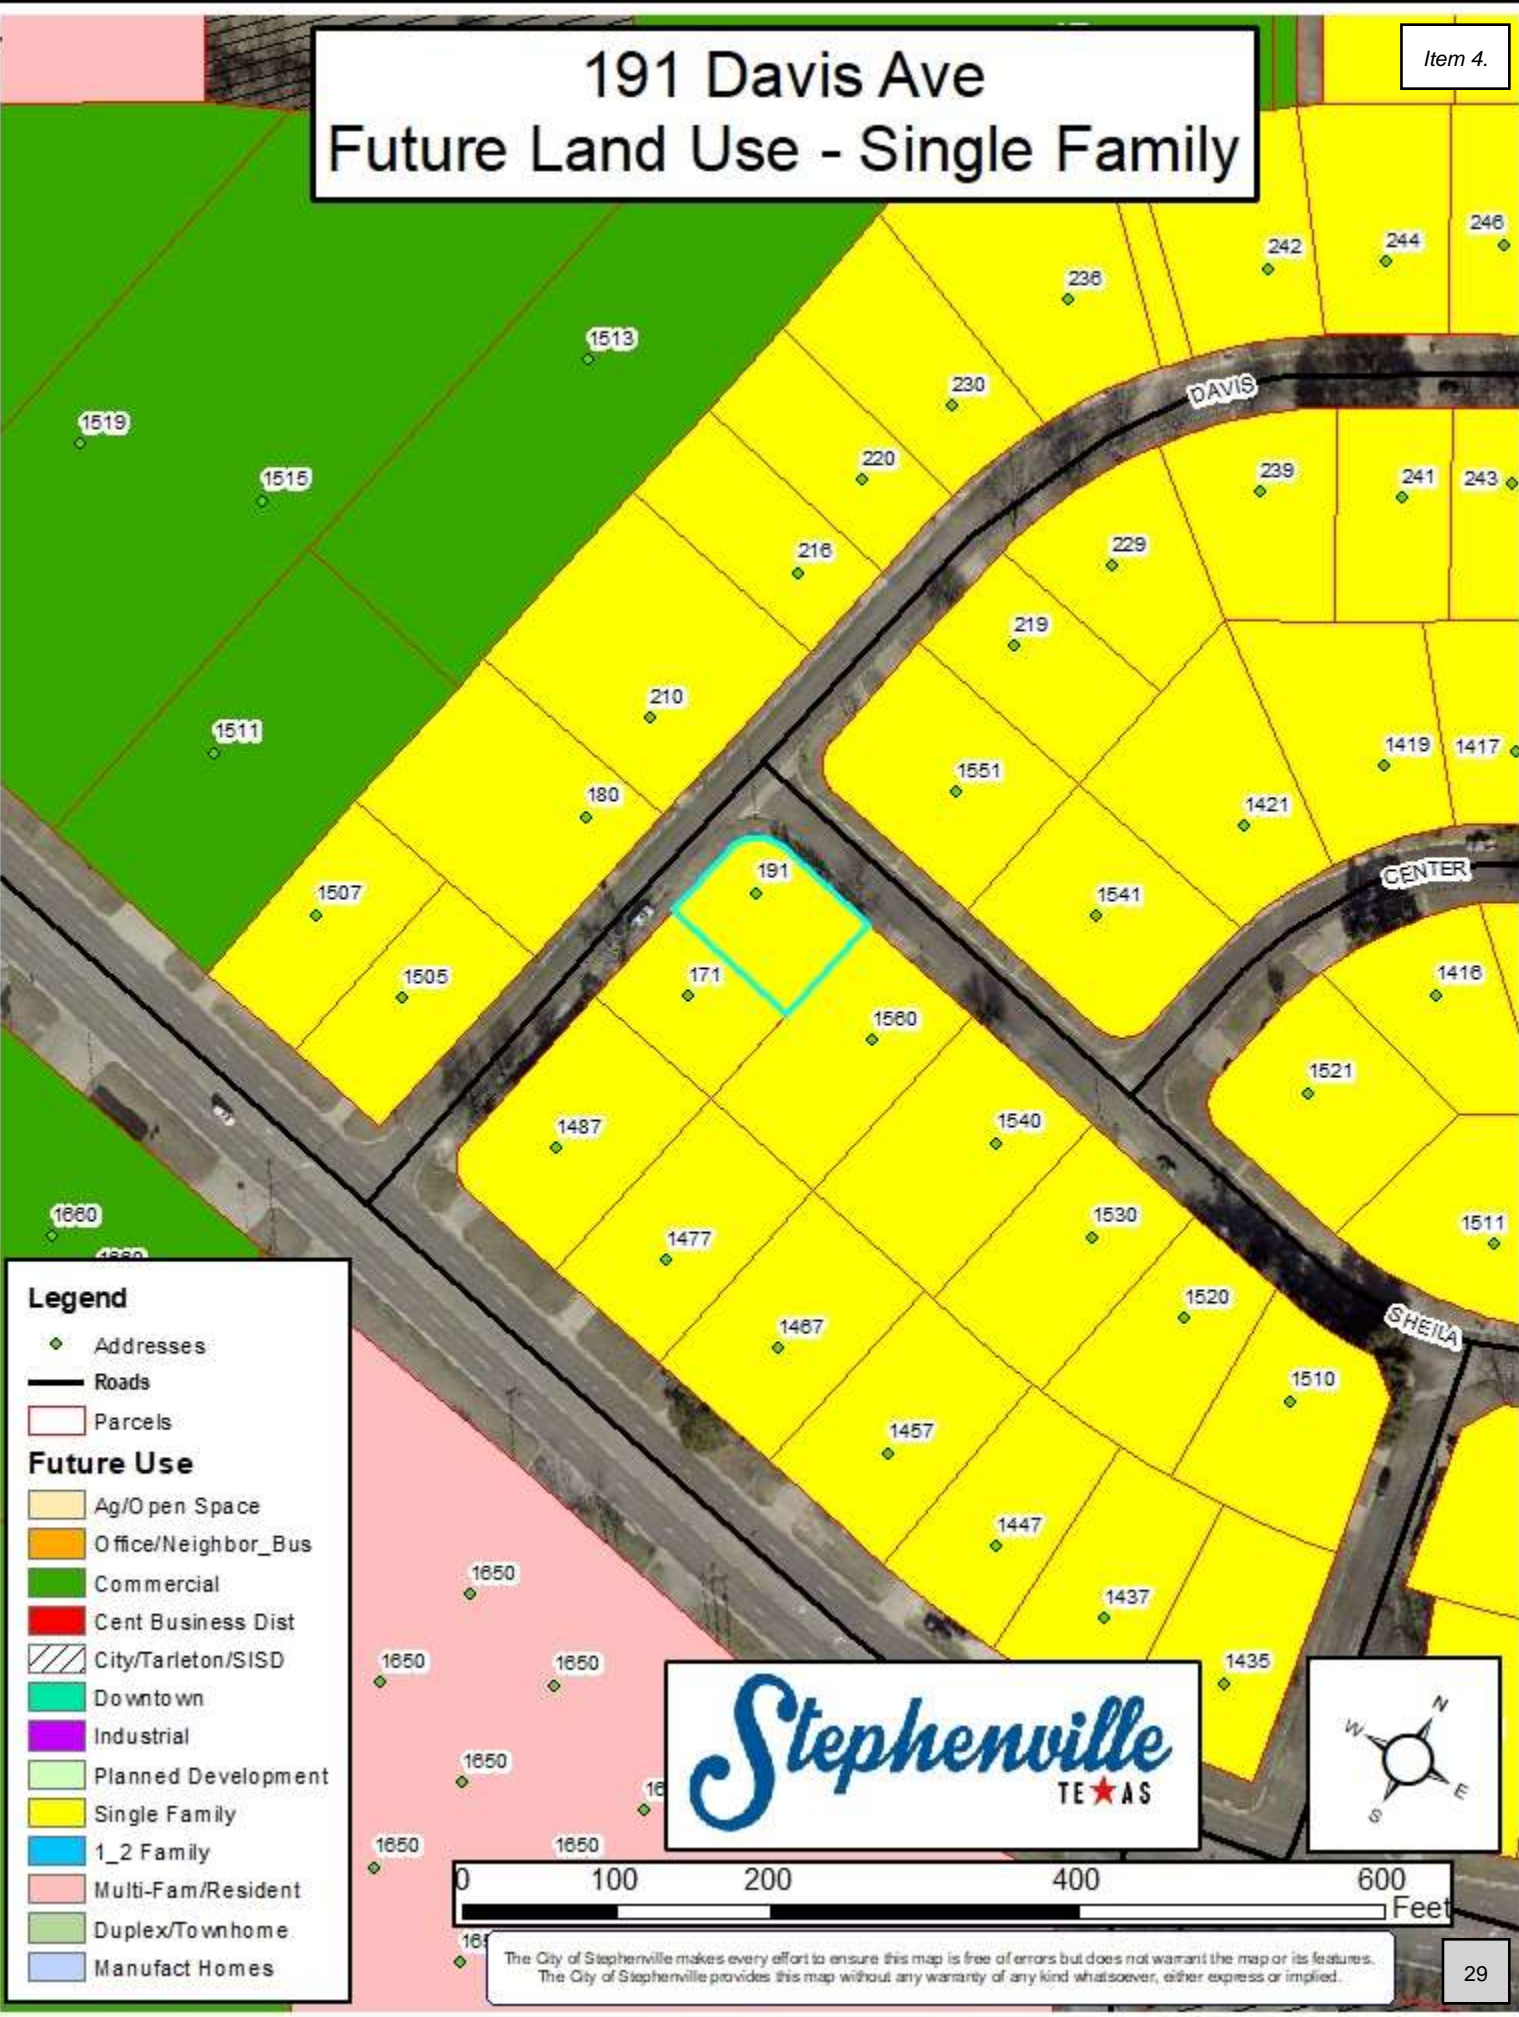 191 Davis Ave
Future Land Use - Single Family
Item 4.
246
242
244
236
1513
230
DAVIS
1519
220
239
241
243
1515
216
229
219
210
1511
1551
1419
1417
180
1421
191
CENTER
1507
1541
171
1505
1416
1560
1521
1487
1540
1660
1530
1511
1477
1520
1467
SHEILA
1510
1457
1447
1650
1437
1650
1650
1435
1650
1650
1650
Legend
Addresses
Roads
Parcels
Future Use
Ag/Open Space
Office/Neighbor_Bus
Commercial
Cent Business Dist
City/Tarleton/SISD
Downtown
Industrial
Planned Development
Single Family
1_2 Family
Multi-Fam/Resident
Duplex/Townhome
Manufact Homes
Stephenville
TEXAS
N
W
E
S
0 100 200 400 600
Feet
The City of Stephenville makes every effort to ensure this map is free of errors but does not warrant the map or its features.
The City of Stephenville provides this map without any warranty of any kind whatsoever, either express or implied.
29